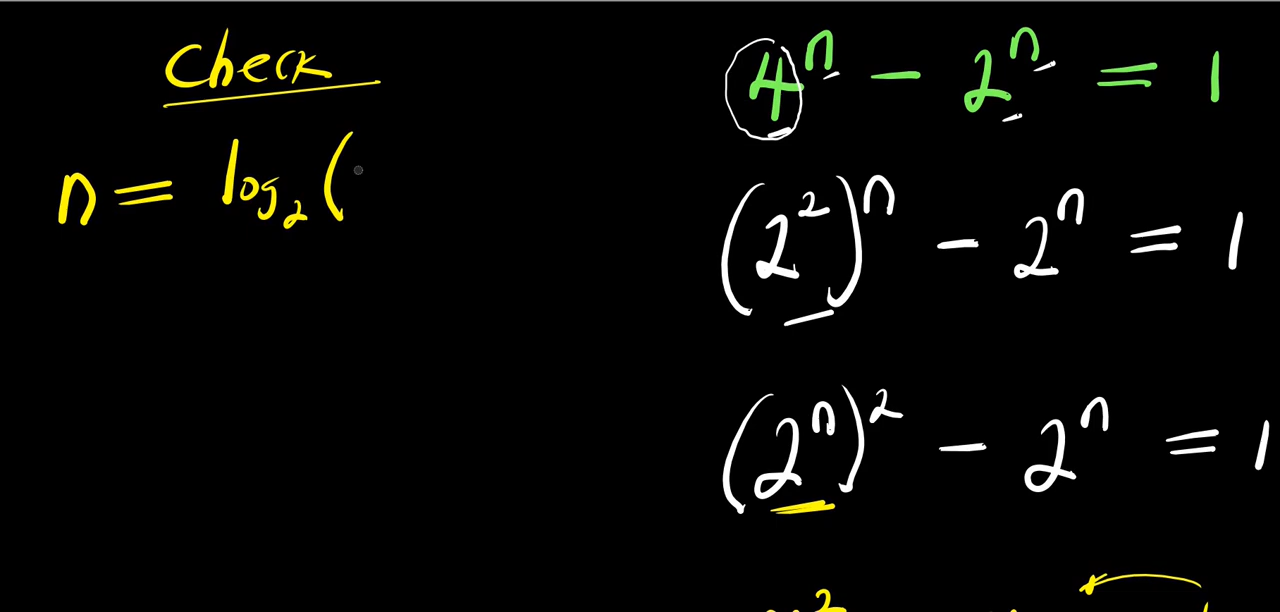 Check
n = log₂ (
4ⁿ − 2ⁿ = 1
(2²)ⁿ − 2ⁿ = 1
(2ⁿ)² − 2ⁿ = 1